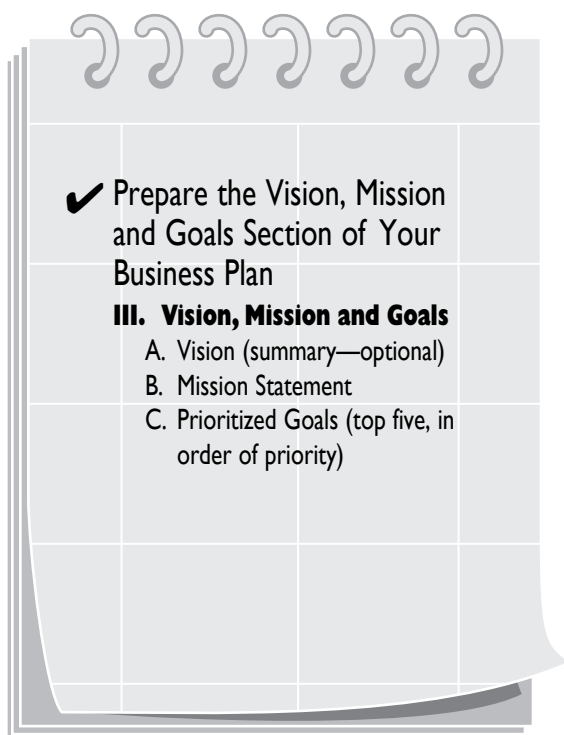 ✔ Prepare the Vision, Mission
and Goals Section of Your
Business Plan
III. Vision, Mission and Goals
A. Vision (summary—optional)
B. Mission Statement
C. Prioritized Goals (top five, in
order of priority)